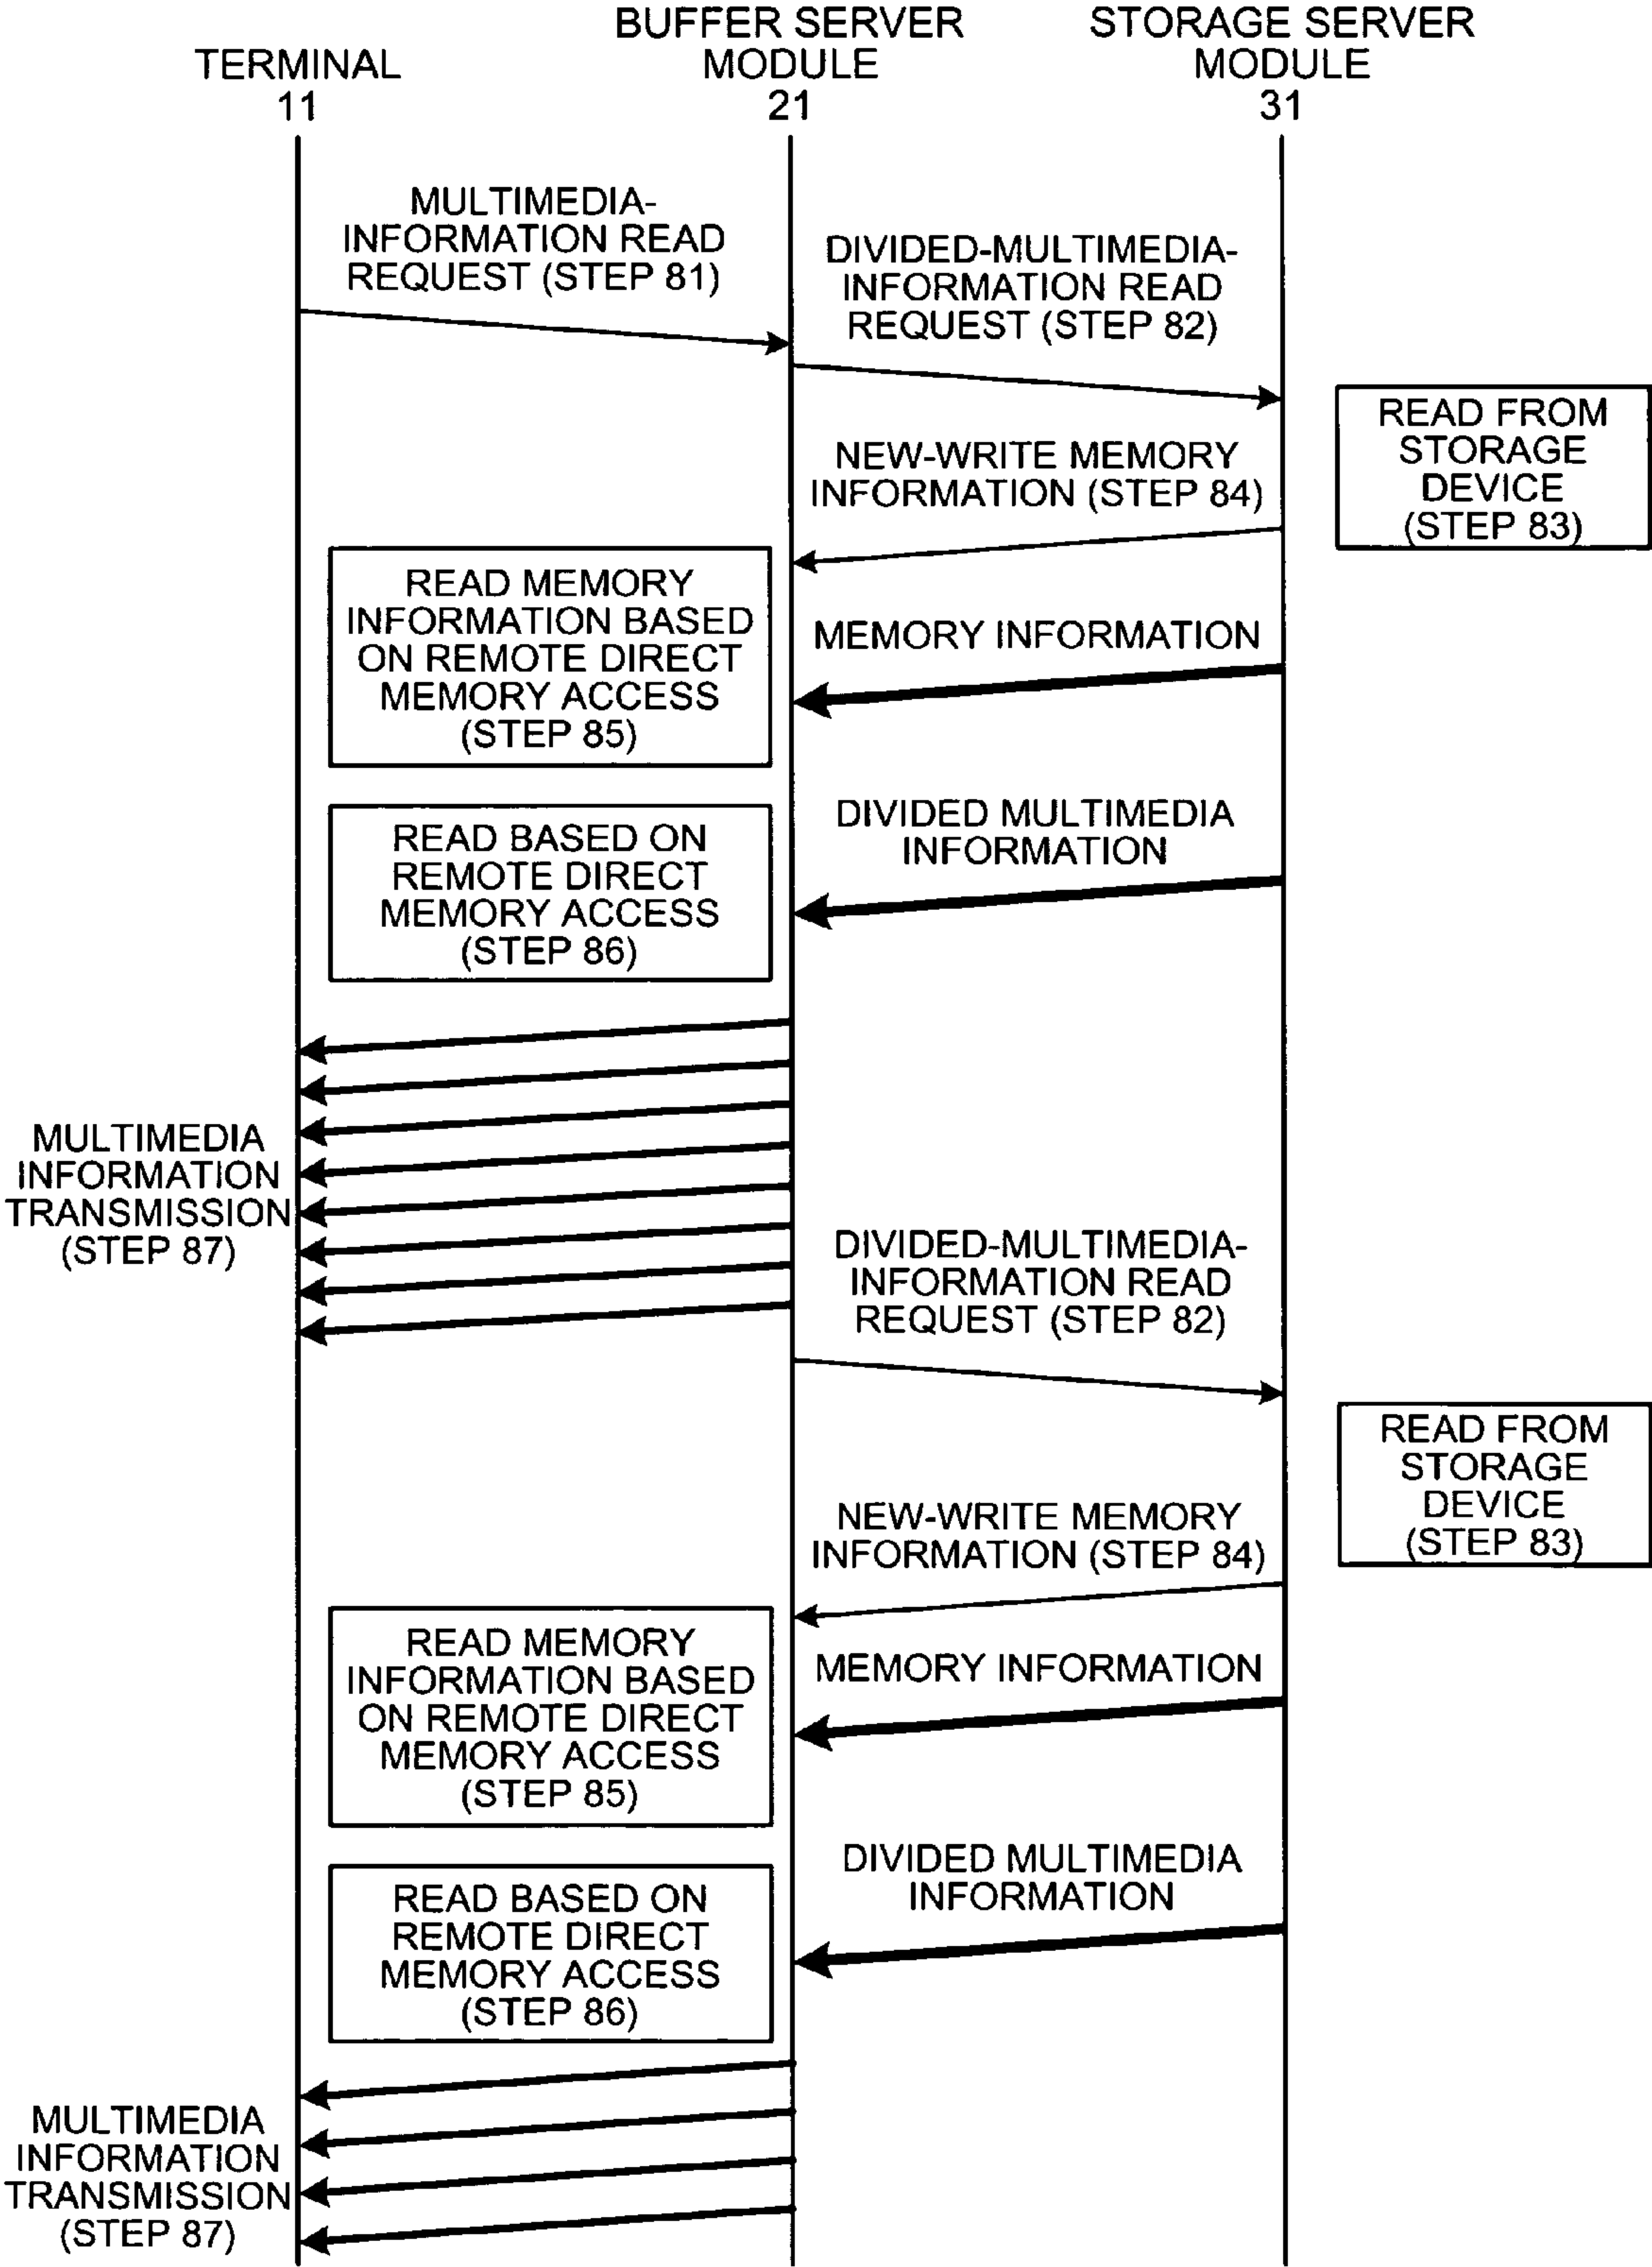 TERMINAL
11
BUFFER SERVER
MODULE
21
STORAGE SERVER
MODULE
31
MULTIMEDIA-
INFORMATION READ
REQUEST (STEP 81)
DIVIDED-MULTIMEDIA-
INFORMATION READ
REQUEST (STEP 82)
READ FROM
STORAGE
DEVICE
(STEP 83)
NEW-WRITE MEMORY
INFORMATION (STEP 84)
READ MEMORY
INFORMATION BASED
ON REMOTE DIRECT
MEMORY ACCESS
(STEP 85)
MEMORY INFORMATION
READ BASED ON
REMOTE DIRECT
MEMORY ACCESS
(STEP 86)
DIVIDED MULTIMEDIA
INFORMATION
MULTIMEDIA
INFORMATION
TRANSMISSION
(STEP 87)
DIVIDED-MULTIMEDIA-
INFORMATION READ
REQUEST (STEP 82)
READ FROM
STORAGE
DEVICE
(STEP 83)
NEW-WRITE MEMORY
INFORMATION (STEP 84)
READ MEMORY
INFORMATION BASED
ON REMOTE DIRECT
MEMORY ACCESS
(STEP 85)
MEMORY INFORMATION
READ BASED ON
REMOTE DIRECT
MEMORY ACCESS
(STEP 86)
DIVIDED MULTIMEDIA
INFORMATION
MULTIMEDIA
INFORMATION
TRANSMISSION
(STEP 87)